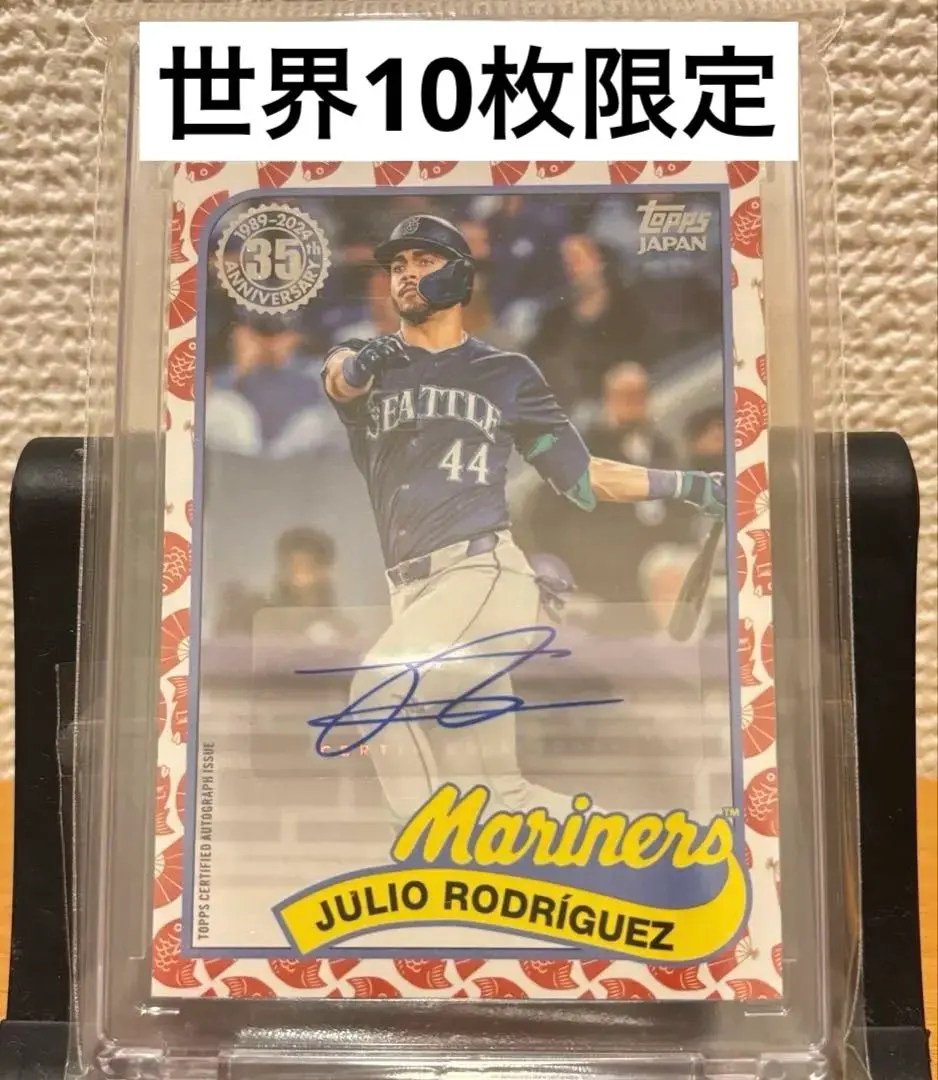 世界10枚限定
1989-2024
35th
ANNIVERSARY
topps
JAPAN
SEATTLE
44
TOPPS CERTIFIED AUTOGRAPH ISSUE
Mariners™
JULIO RODRÍGUEZ